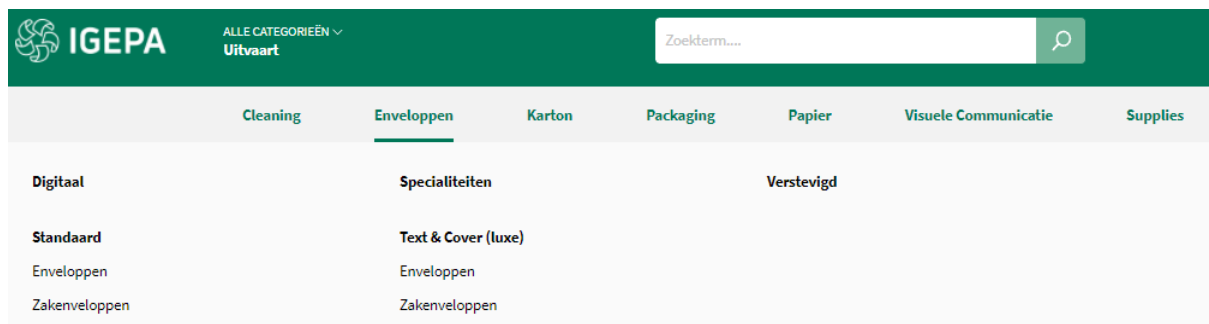 IGEPA
ALLE CATEGORIEËN
Uitvaart
Zoekterm....
Cleaning Enveloppen Karton Packaging Papier Visuele Communicatie Supplies
Digitaal Specialiteiten Verstevigd
Standaard Text & Cover (luxe)
Enveloppen Enveloppen
Zakenveloppen Zakenveloppen